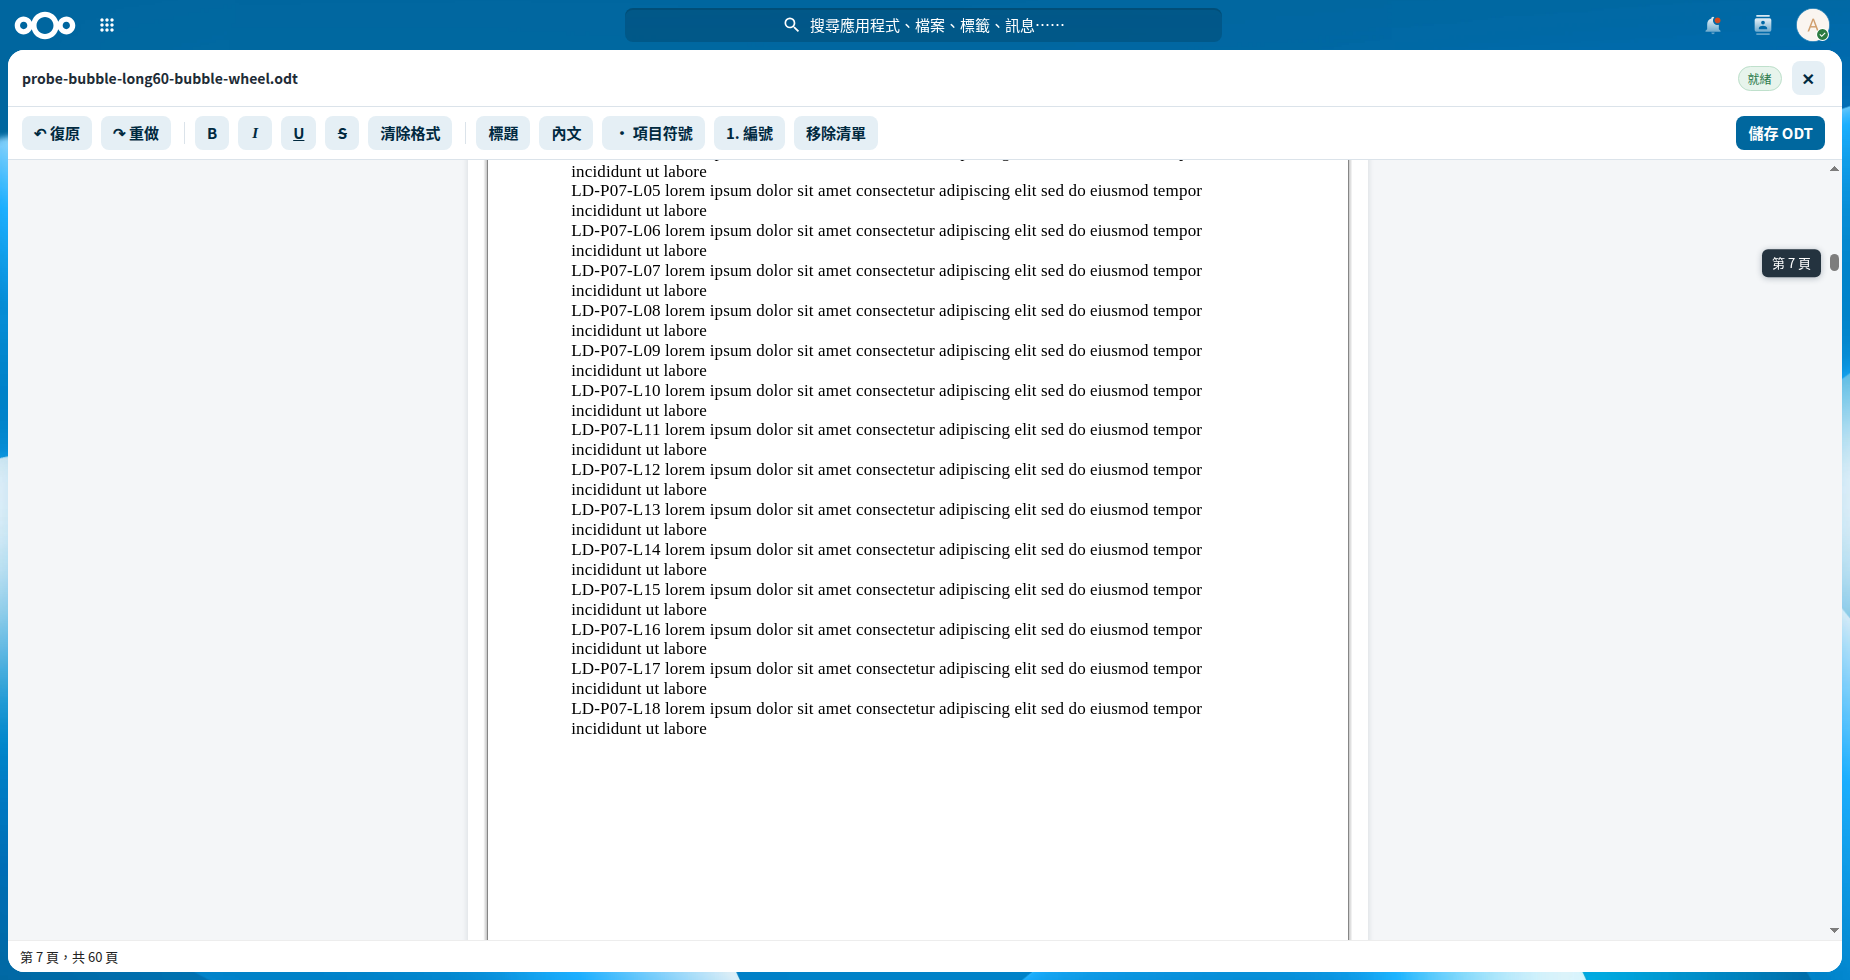 搜尋應用程式、檔案、標籤、訊息……
A
probe-bubble-long60-bubble-wheel.odt
就緒
×
↶ 復原 ↷ 重做 B I U S 清除格式 標題 內文 • 項目符號 1. 編號 移除清單 儲存 ODT
incididunt ut labore
LD-P07-L05 lorem ipsum dolor sit amet consectetur adipiscing elit sed do eiusmod tempor
incididunt ut labore
LD-P07-L06 lorem ipsum dolor sit amet consectetur adipiscing elit sed do eiusmod tempor
incididunt ut labore
LD-P07-L07 lorem ipsum dolor sit amet consectetur adipiscing elit sed do eiusmod tempor
incididunt ut labore
第 7 頁
LD-P07-L08 lorem ipsum dolor sit amet consectetur adipiscing elit sed do eiusmod tempor
incididunt ut labore
LD-P07-L09 lorem ipsum dolor sit amet consectetur adipiscing elit sed do eiusmod tempor
incididunt ut labore
LD-P07-L10 lorem ipsum dolor sit amet consectetur adipiscing elit sed do eiusmod tempor
incididunt ut labore
LD-P07-L11 lorem ipsum dolor sit amet consectetur adipiscing elit sed do eiusmod tempor
incididunt ut labore
LD-P07-L12 lorem ipsum dolor sit amet consectetur adipiscing elit sed do eiusmod tempor
incididunt ut labore
LD-P07-L13 lorem ipsum dolor sit amet consectetur adipiscing elit sed do eiusmod tempor
incididunt ut labore
LD-P07-L14 lorem ipsum dolor sit amet consectetur adipiscing elit sed do eiusmod tempor
incididunt ut labore
LD-P07-L15 lorem ipsum dolor sit amet consectetur adipiscing elit sed do eiusmod tempor
incididunt ut labore
LD-P07-L16 lorem ipsum dolor sit amet consectetur adipiscing elit sed do eiusmod tempor
incididunt ut labore
LD-P07-L17 lorem ipsum dolor sit amet consectetur adipiscing elit sed do eiusmod tempor
incididunt ut labore
LD-P07-L18 lorem ipsum dolor sit amet consectetur adipiscing elit sed do eiusmod tempor
incididunt ut labore
第 7 頁，共 60 頁